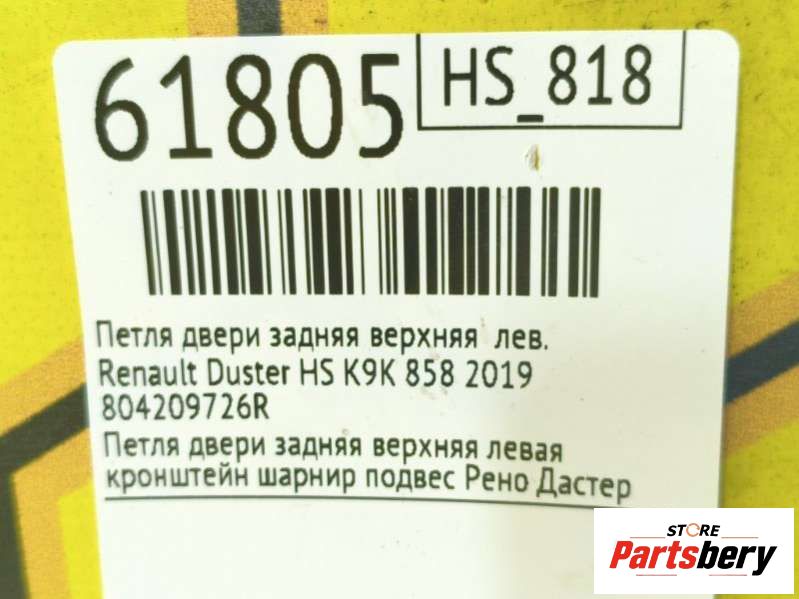 61805
HS_818
Петля двери задняя верхняя лев.
Renault Duster HS K9K 858 2019
804209726R
Петля двери задняя верхняя левая
кронштейн шарнир подвес Рено Дастер
STORE
Partsbery